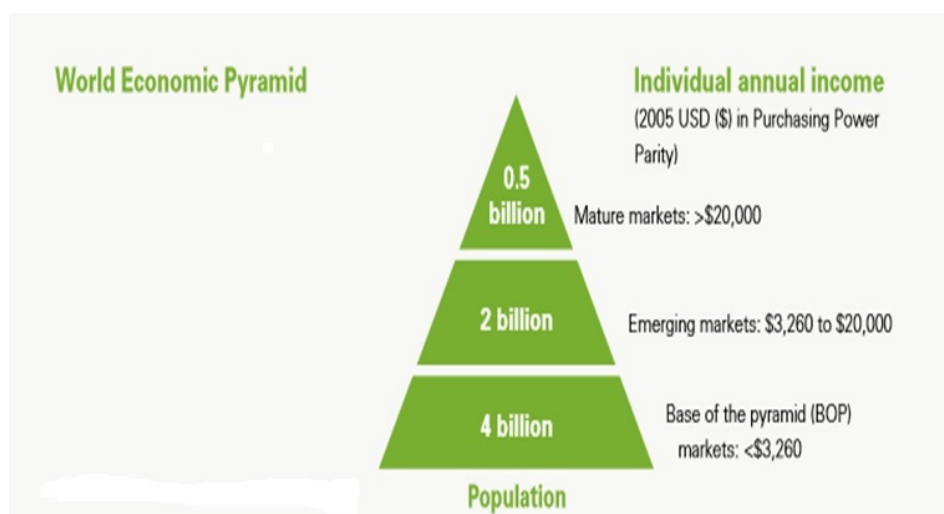 World Economic Pyramid
Individual annual income
(2005 USD ($) in Purchasing Power
Parity)
0.5
billion
Mature markets: >$20,000
2 billion
Emerging markets: $3,260 to $20,000
4 billion
Base of the pyramid (BOP)
markets: <$3,260
Population